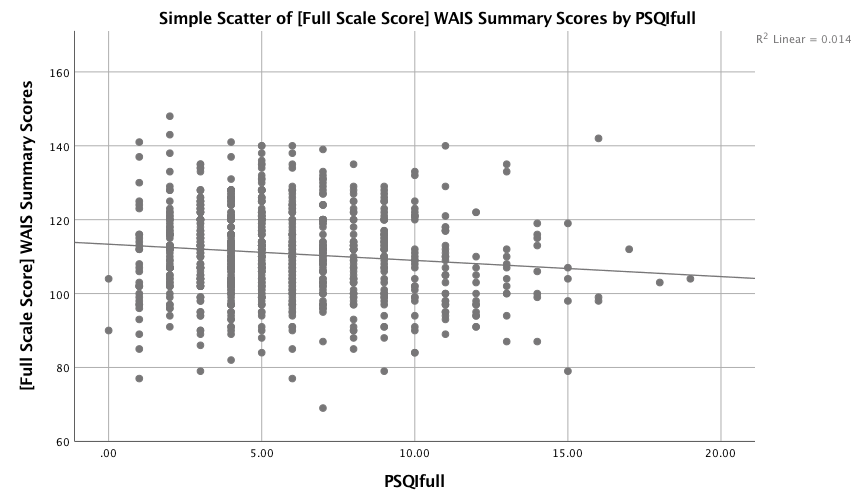 Simple Scatter of [Full Scale Score] WAIS Summary Scores by PSQIfull
R2 Linear = 0.014
[Full Scale Score] WAIS Summary Scores
160
140
120
100
80
60
.00
5.00
10.00
15.00
20.00
PSQIfull